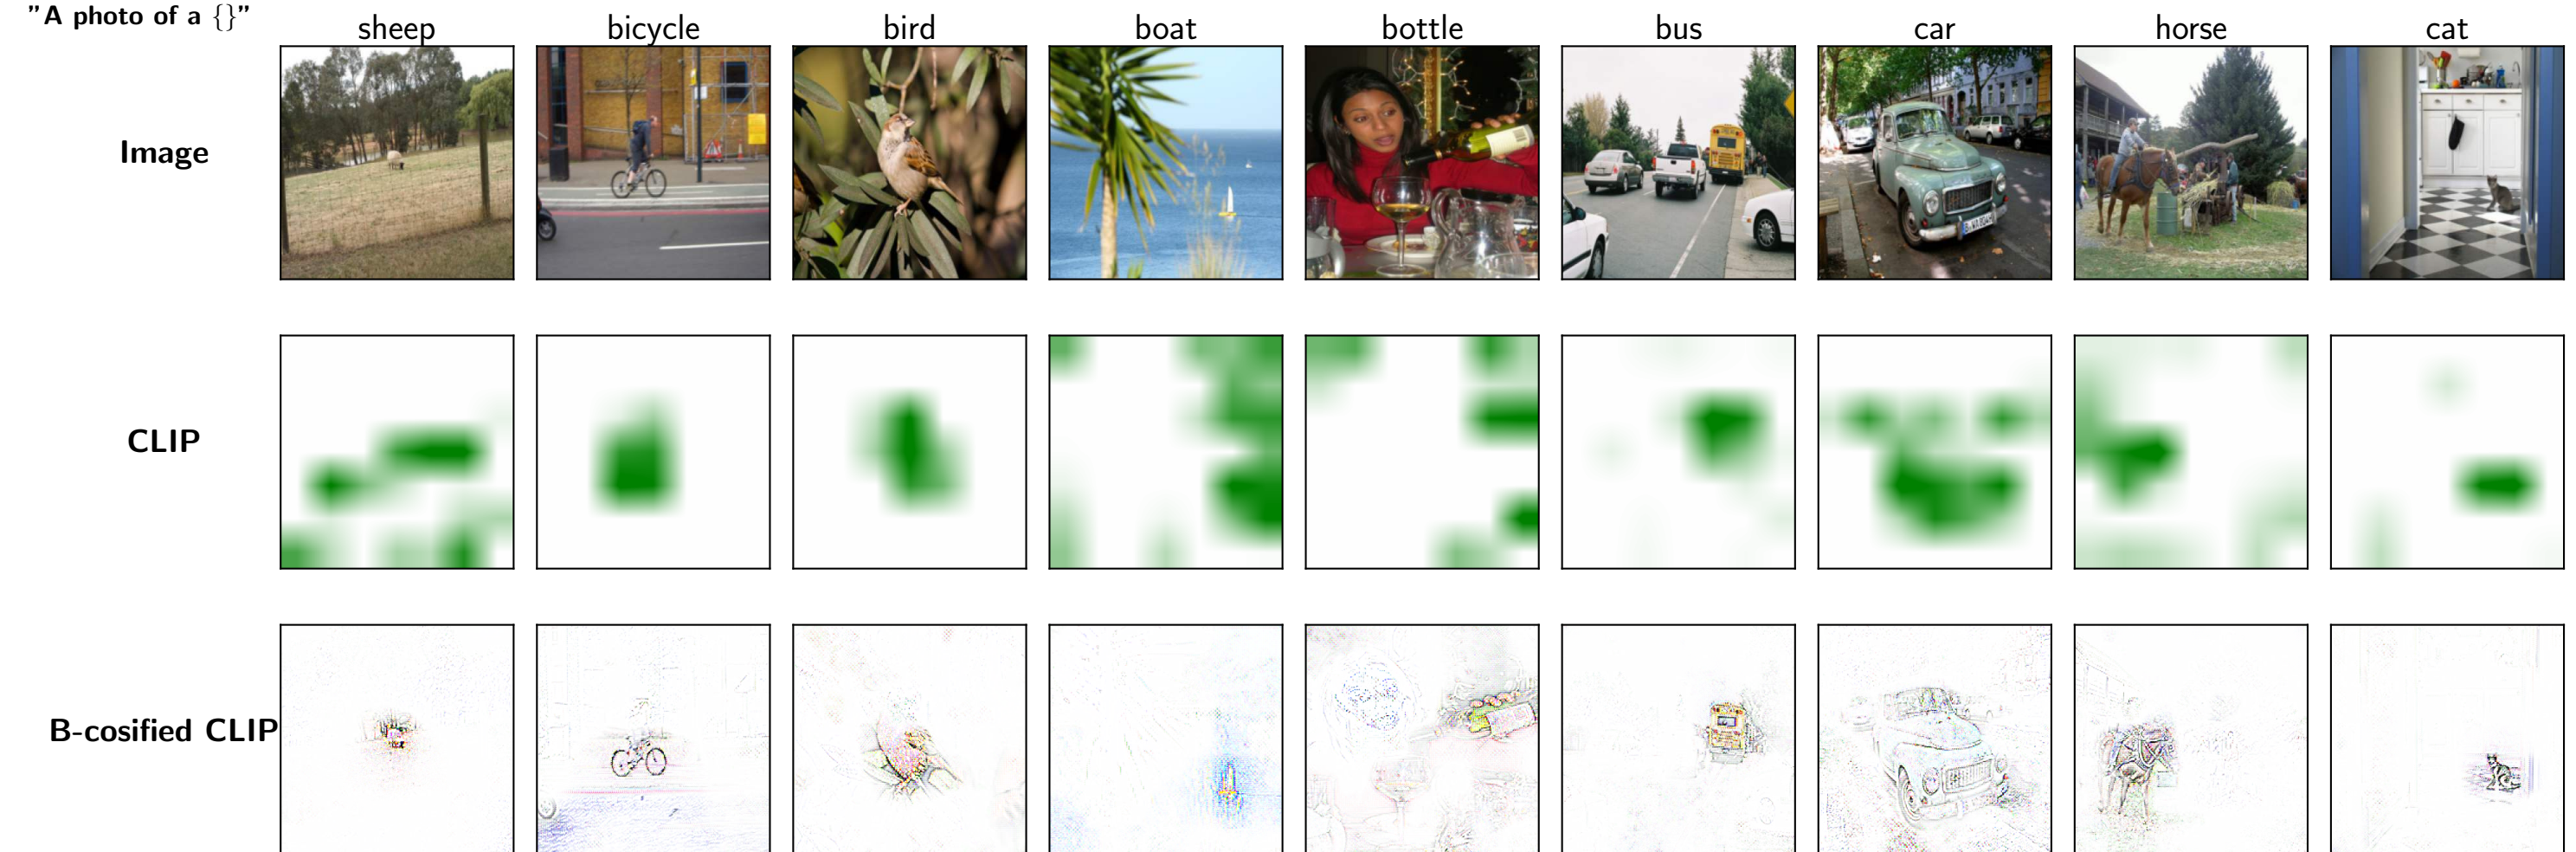 "A photo of a {}"
sheep bicycle bird boat bottle bus car horse cat
Image
CLIP
B-cosified CLIP